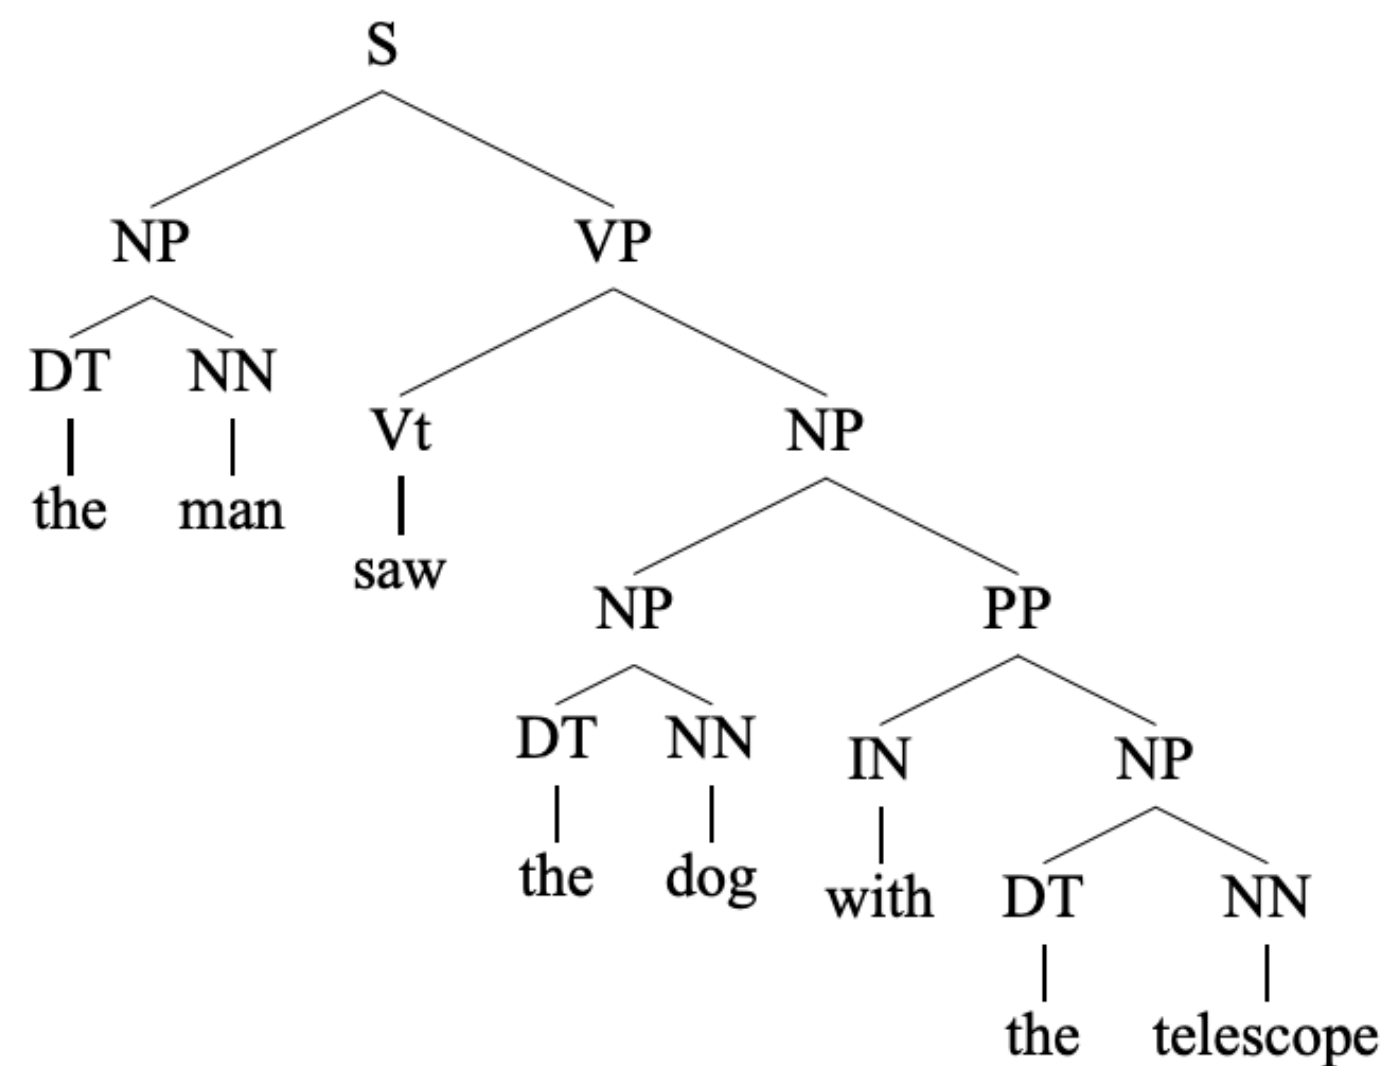 S
NP VP
DT NN
Vt NP
the man
saw
NP PP
DT NN IN NP
the dog with DT NN
the telescope